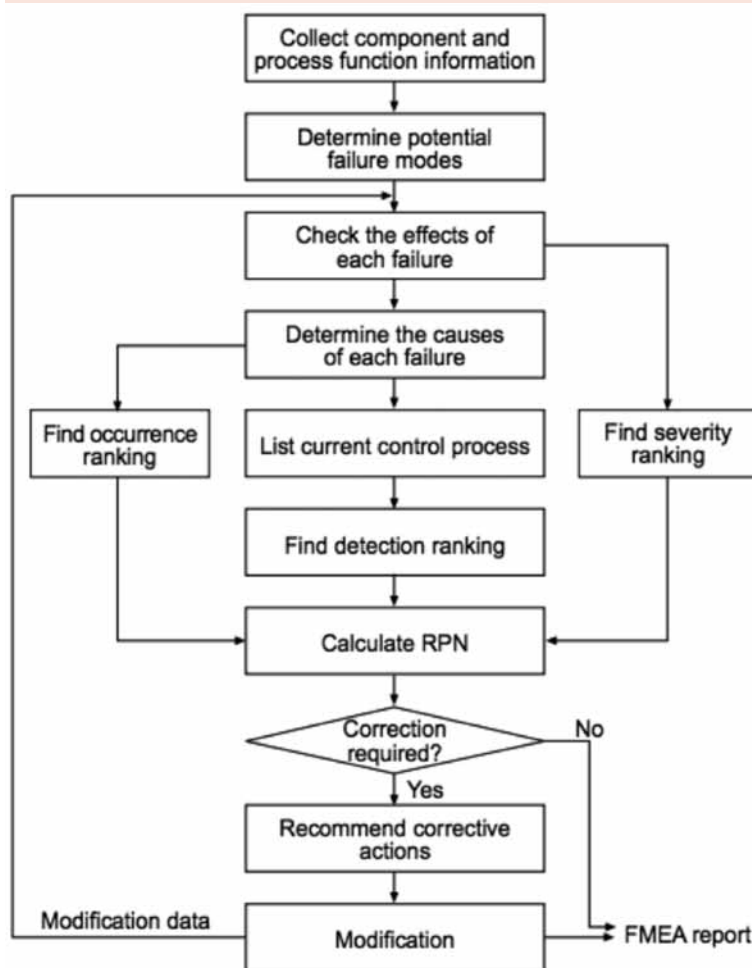 Collect component and
process function information
Determine potential
failure modes
Check the effects of
each failure
Determine the causes
of each failure
Find occurrence
ranking
List current control process
Find severity
ranking
Find detection ranking
Calculate RPN
Correction
required?
No
Yes
Recommend corrective
actions
Modification data
Modification
FMEA report